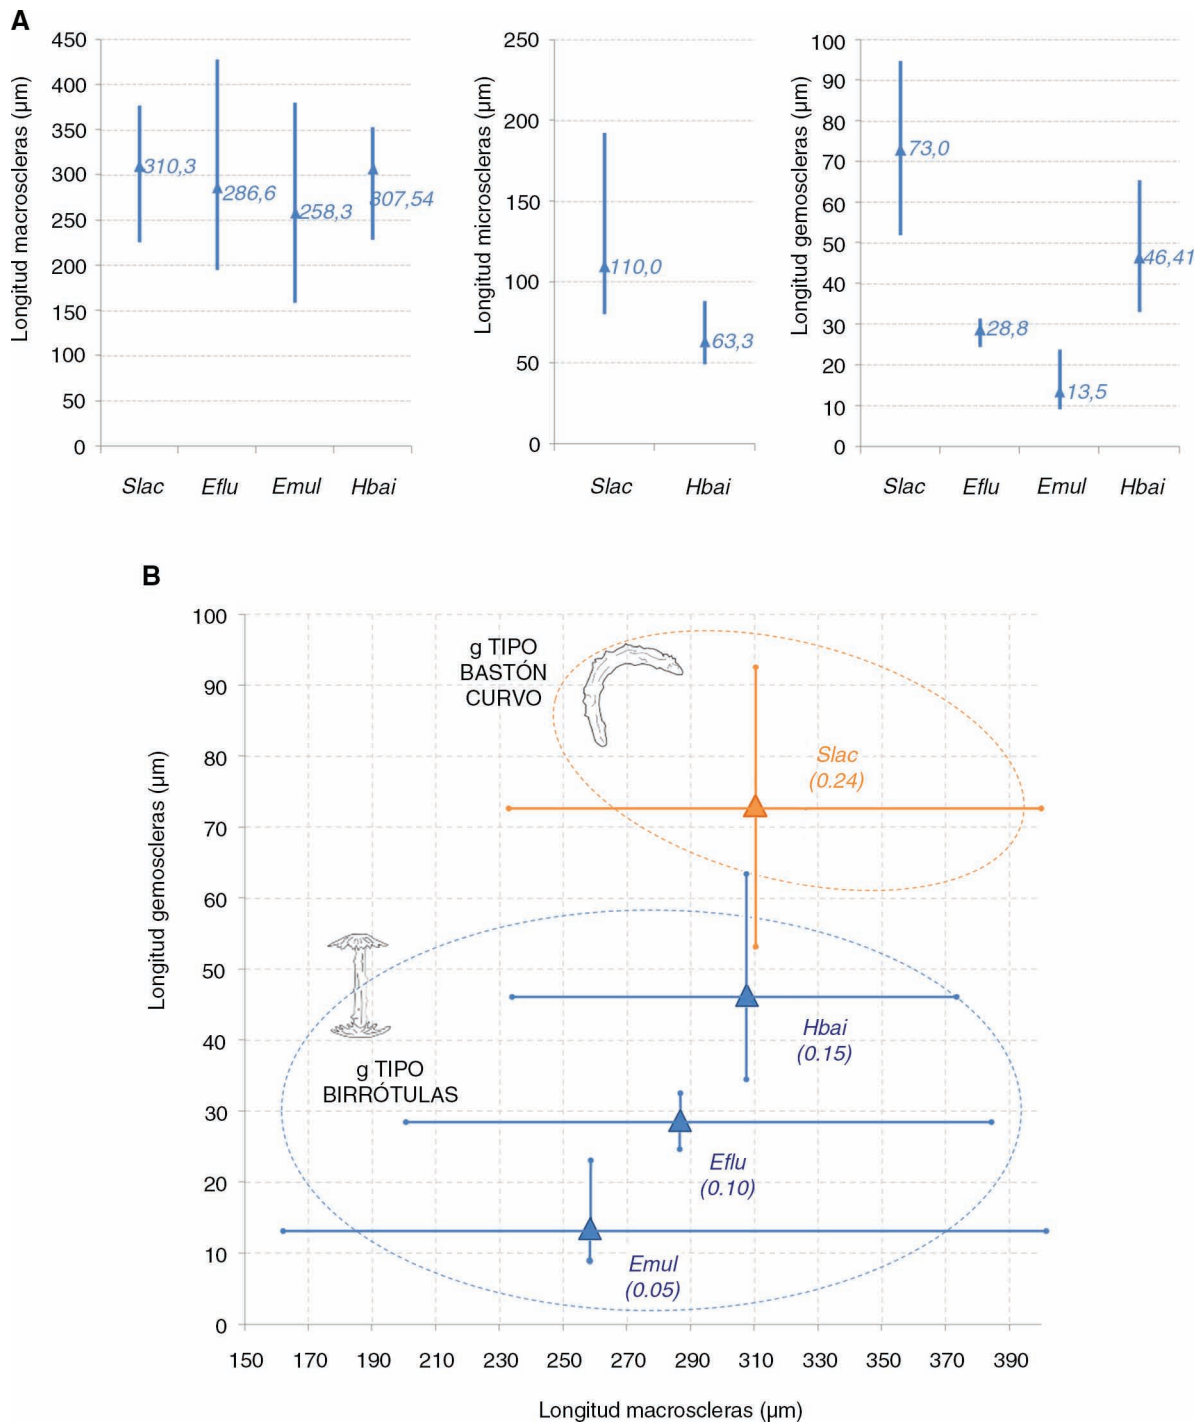 A
Longitud macroscleras (µm)
450
400
350
300
250
200
150
100
50
0
310,3
286,6
258,3
307,54
Slac Eflu Emul Hbai
Longitud microscleras (µm)
250
200
150
100
50
0
110,0
63,3
Slac Hbai
Longitud gemoscleras (µm)
100
90
80
70
60
50
40
30
20
10
0
73,0
28,8
13,5
46,41
Slac Eflu Emul Hbai
B
Longitud gemoscleras (µm)
100
90
80
70
60
50
40
30
20
10
0
g TIPO
BASTÓN
CURVO
Slac
(0.24)
Hbai
(0.15)
g TIPO
BIRRÓTULAS
Eflu
(0.10)
Emul
(0.05)
150 170 190 210 230 250 270 290 310 330 350 370 390
Longitud macroscleras (µm)